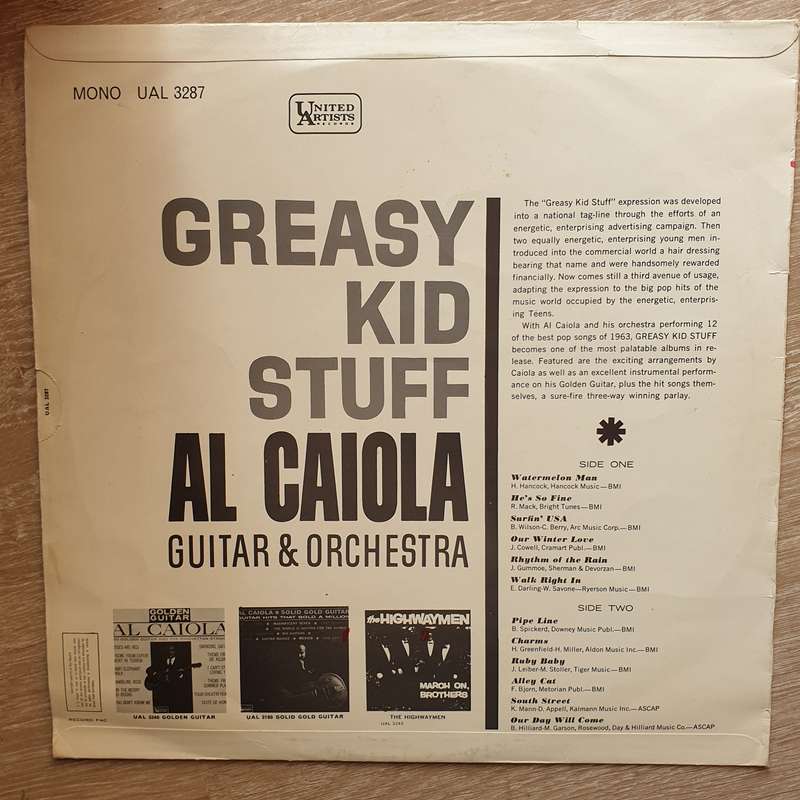 MONO UAL 3287
UNITED
ARTISTS
RECORDS
GREASY
KID
STUFF
AL CAIOLA
GUITAR & ORCHESTRA
UAL 3287
The "Greasy Kid Stuff" expression was developed
into a national tag-line through the efforts of an
energetic, enterprising advertising campaign. Then
two equally energetic, enterprising young men in-
troduced into the commercial world a hair dressing
bearing that name and were handsomely rewarded
financially. Now comes still a third avenue of usage,
adapting the expression to the big pop hits of the
music world occupied by the energetic, enterpris-
ing Teens.
With Al Caiola and his orchestra performing 12
of the best pop songs of 1963, GREASY KID STUFF
becomes one of the most palatable albums in re-
lease. Featured are the exciting arrangements by
Caiola as well as an excellent instrumental perform-
ance on his Golden Guitar, plus the hit songs them-
selves, a sure-fire three-way winning parlay.
SIDE ONE
Watermelon Man
H. Hancock, Hancock Music—BMI
He's So Fine
R. Mack, Bright Tunes—BMI
Surfin' USA
B. Wilson-C. Berry, Arc Music Corp.—BMI
Our Winter Love
J. Cowell, Cramart Publ.—BMI
Rhythm of the Rain
J. Gummoe, Sherman & Devorzan—BMI
Walk Right In
E. Darling-W. Savone—Ryerson Music—BMI
SIDE TWO
Pipe Line
B. Spickerd, Downey Music Publ.—BMI
Charms
H. Greenfield-H. Miller, Aldon Music Inc.—BMI
Ruby Baby
J. Leiber-M. Stoller, Tiger Music—BMI
Alley Cat
F. Bjorn, Metorian Publ.—BMI
South Street
K. Mann-D. Appell, Kalmann Music Inc.—ASCAP
Our Day Will Come
B. Hilliard-M. Garson, Rosewood, Day & Hilliard Music Co.—ASCAP
GOLDEN
GUITAR
AL CAIOLA
UAL 3240 GOLDEN GUITAR
AL CAIOLA SOLID GOLD GUITAR
GUITAR HITS THAT SOLD A MILLION
UAL 3180 SOLID GOLD GUITAR
the HIGHWAYMEN
MARCH ON,
BROTHERS
THE HIGHWAYMEN
UAL 3245